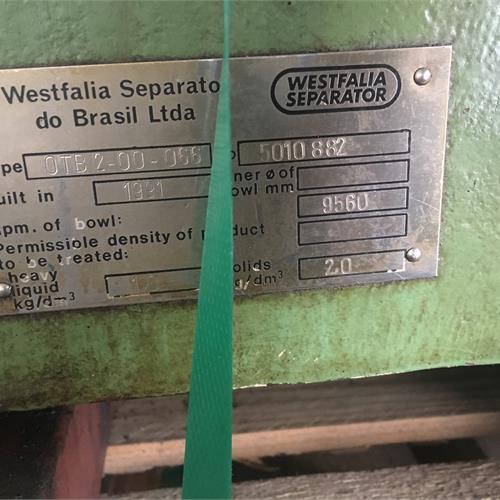 Westfalia Separato
do Brasil Ltda
WESTFALIA
SEPARATOR
pe OTB 2-00-066 o 5010 882
uilt in 1991 ner ø of
owl mm
pm. of bowl: 9560
Permissible density of p duct
to be treated:
heavy
liquid
kg/dm³
olids
g/dm³ 2.0